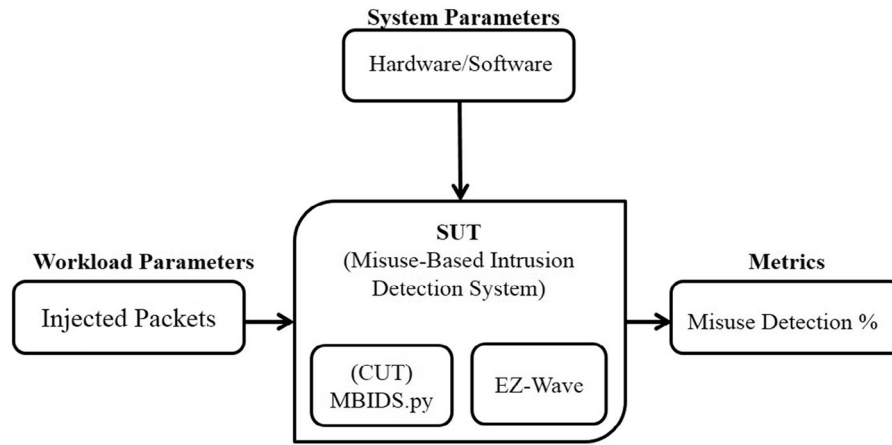 System Parameters
Hardware/Software
SUT
(Misuse-Based Intrusion
Detection System)
Workload Parameters
Injected Packets
Metrics
Misuse Detection %
(CUT)
MBIDS.py
EZ-Wave